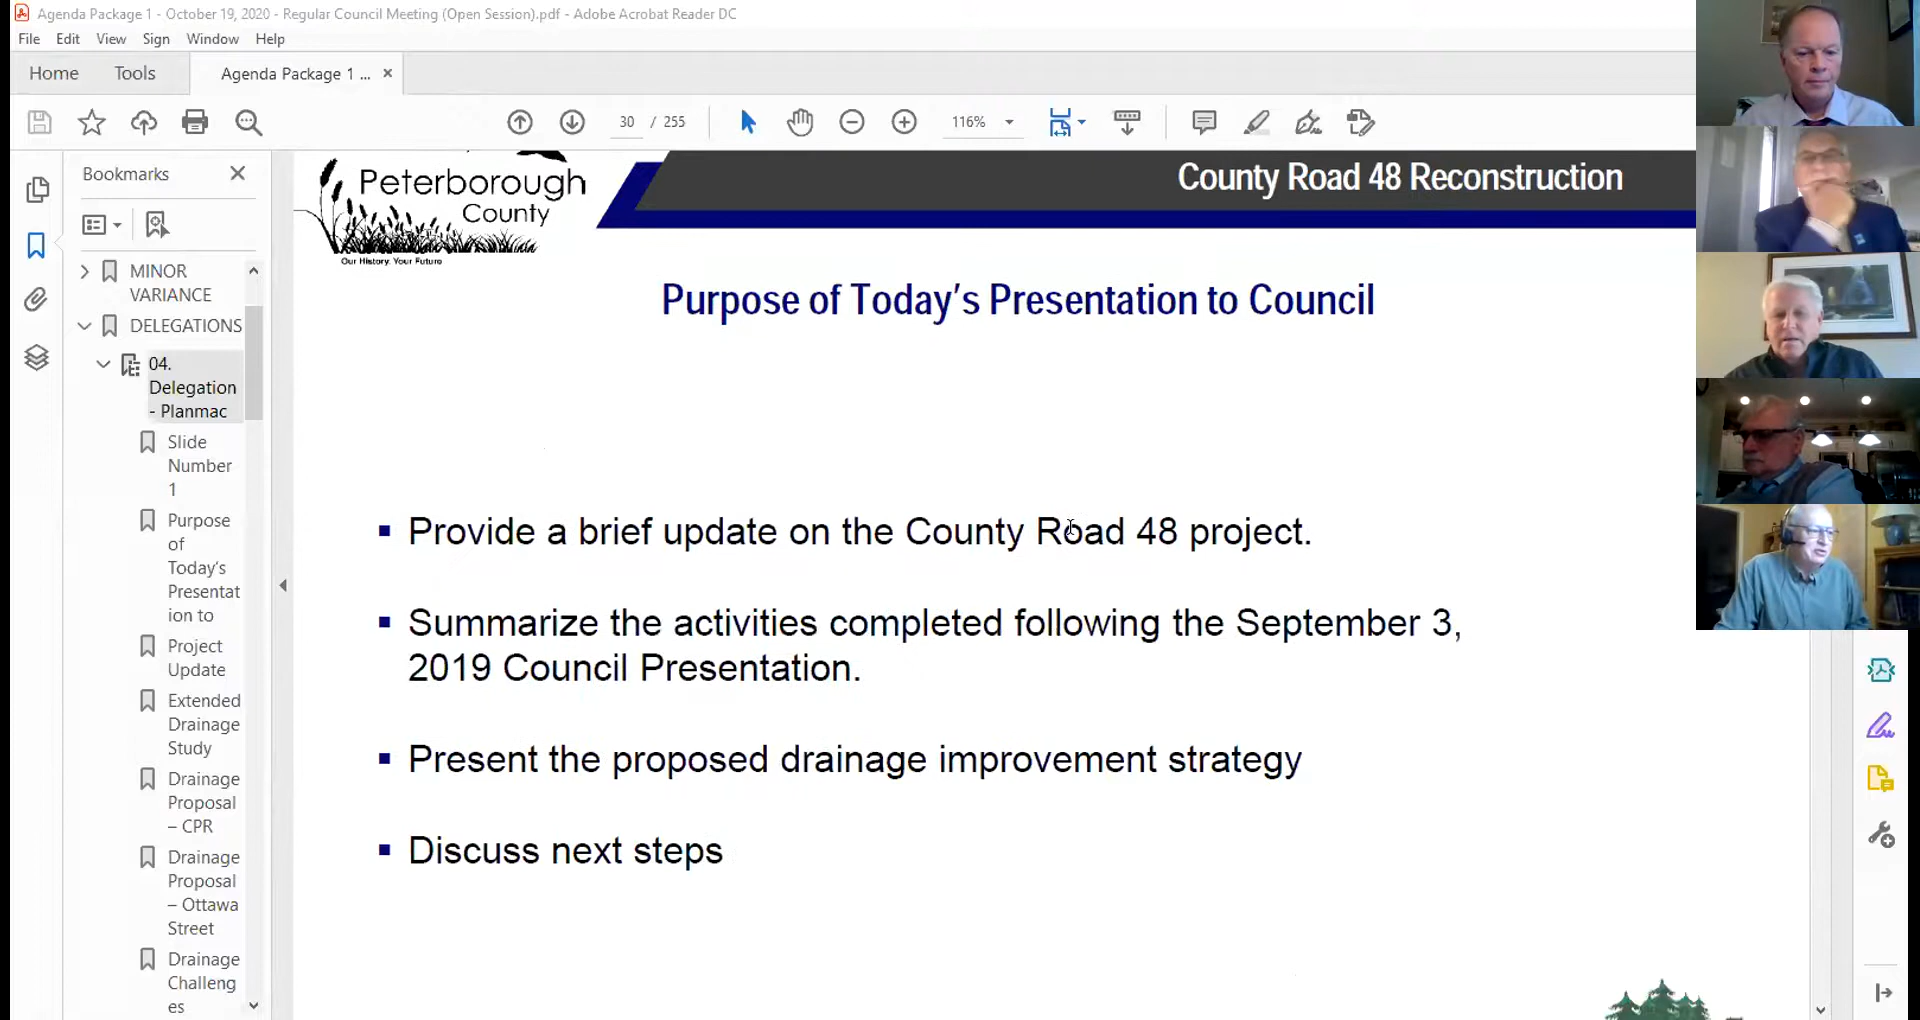 Agenda Package 1 - October 19, 2020 - Regular Council Meeting (Open Session).pdf - Adobe Acrobat Reader DC
File Edit View Sign Window Help
Home Tools Agenda Package 1 ... ×
30 / 255 116%
Bookmarks
MINOR
VARIANCE
DELEGATIONS
04.
Delegation
- Planmac
Slide
Number
1
Purpose
of
Today's
Presentat
ion to
Project
Update
Extended
Drainage
Study
Drainage
Proposal
– CPR
Drainage
Proposal
– Ottawa
Street
Drainage
Challeng
es
Peterborough
County
Our History. Your Future
County Road 48 Reconstruction
Purpose of Today's Presentation to Council
▪ Provide a brief update on the County Road 48 project.
▪ Summarize the activities completed following the September 3,
2019 Council Presentation.
▪ Present the proposed drainage improvement strategy
▪ Discuss next steps